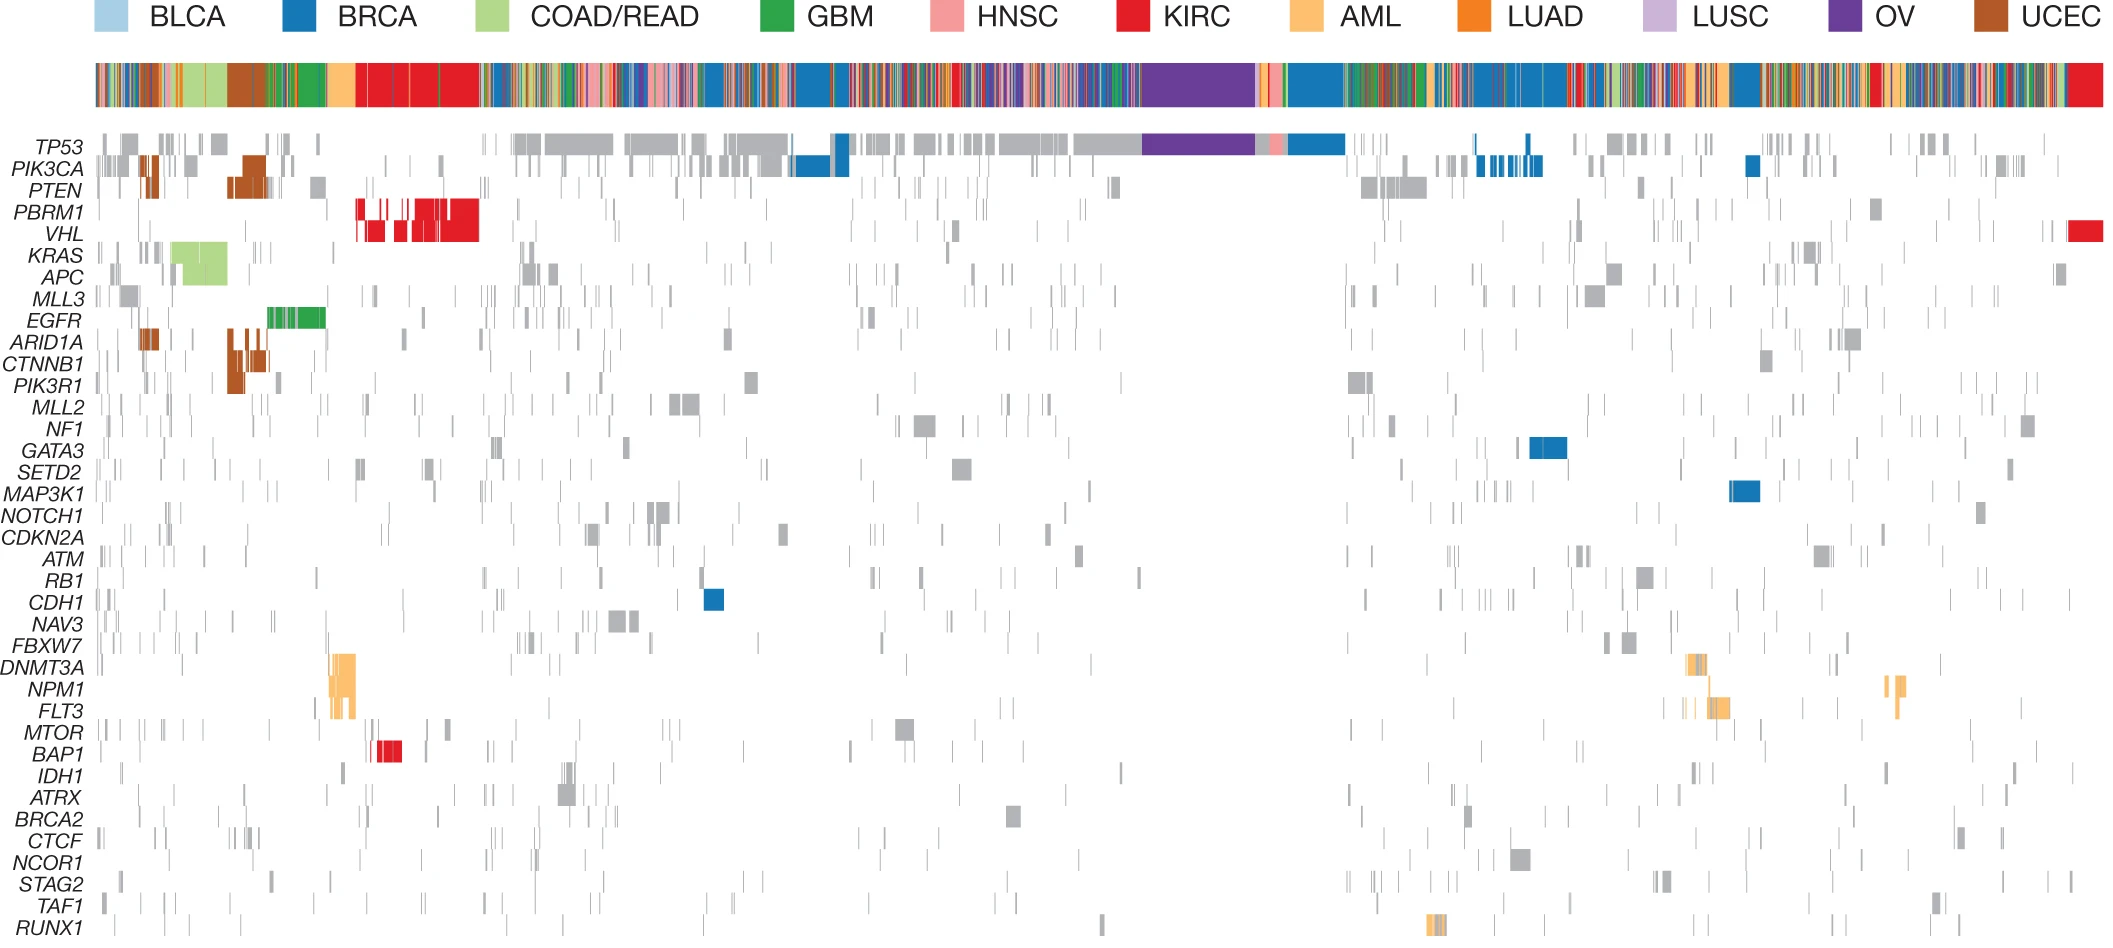 BLCA BRCA COAD/READ GBM HNSC KIRC AML LUAD LUSC OV UCEC
TP53
PIK3CA
PTEN
PBRM1
VHL
KRAS
APC
MLL3
EGFR
ARID1A
CTNNB1
PIK3R1
MLL2
NF1
GATA3
SETD2
MAP3K1
NOTCH1
CDKN2A
ATM
RB1
CDH1
NAV3
FBXW7
DNMT3A
NPM1
FLT3
MTOR
BAP1
IDH1
ATRX
BRCA2
CTCF
NCOR1
STAG2
TAF1
RUNX1